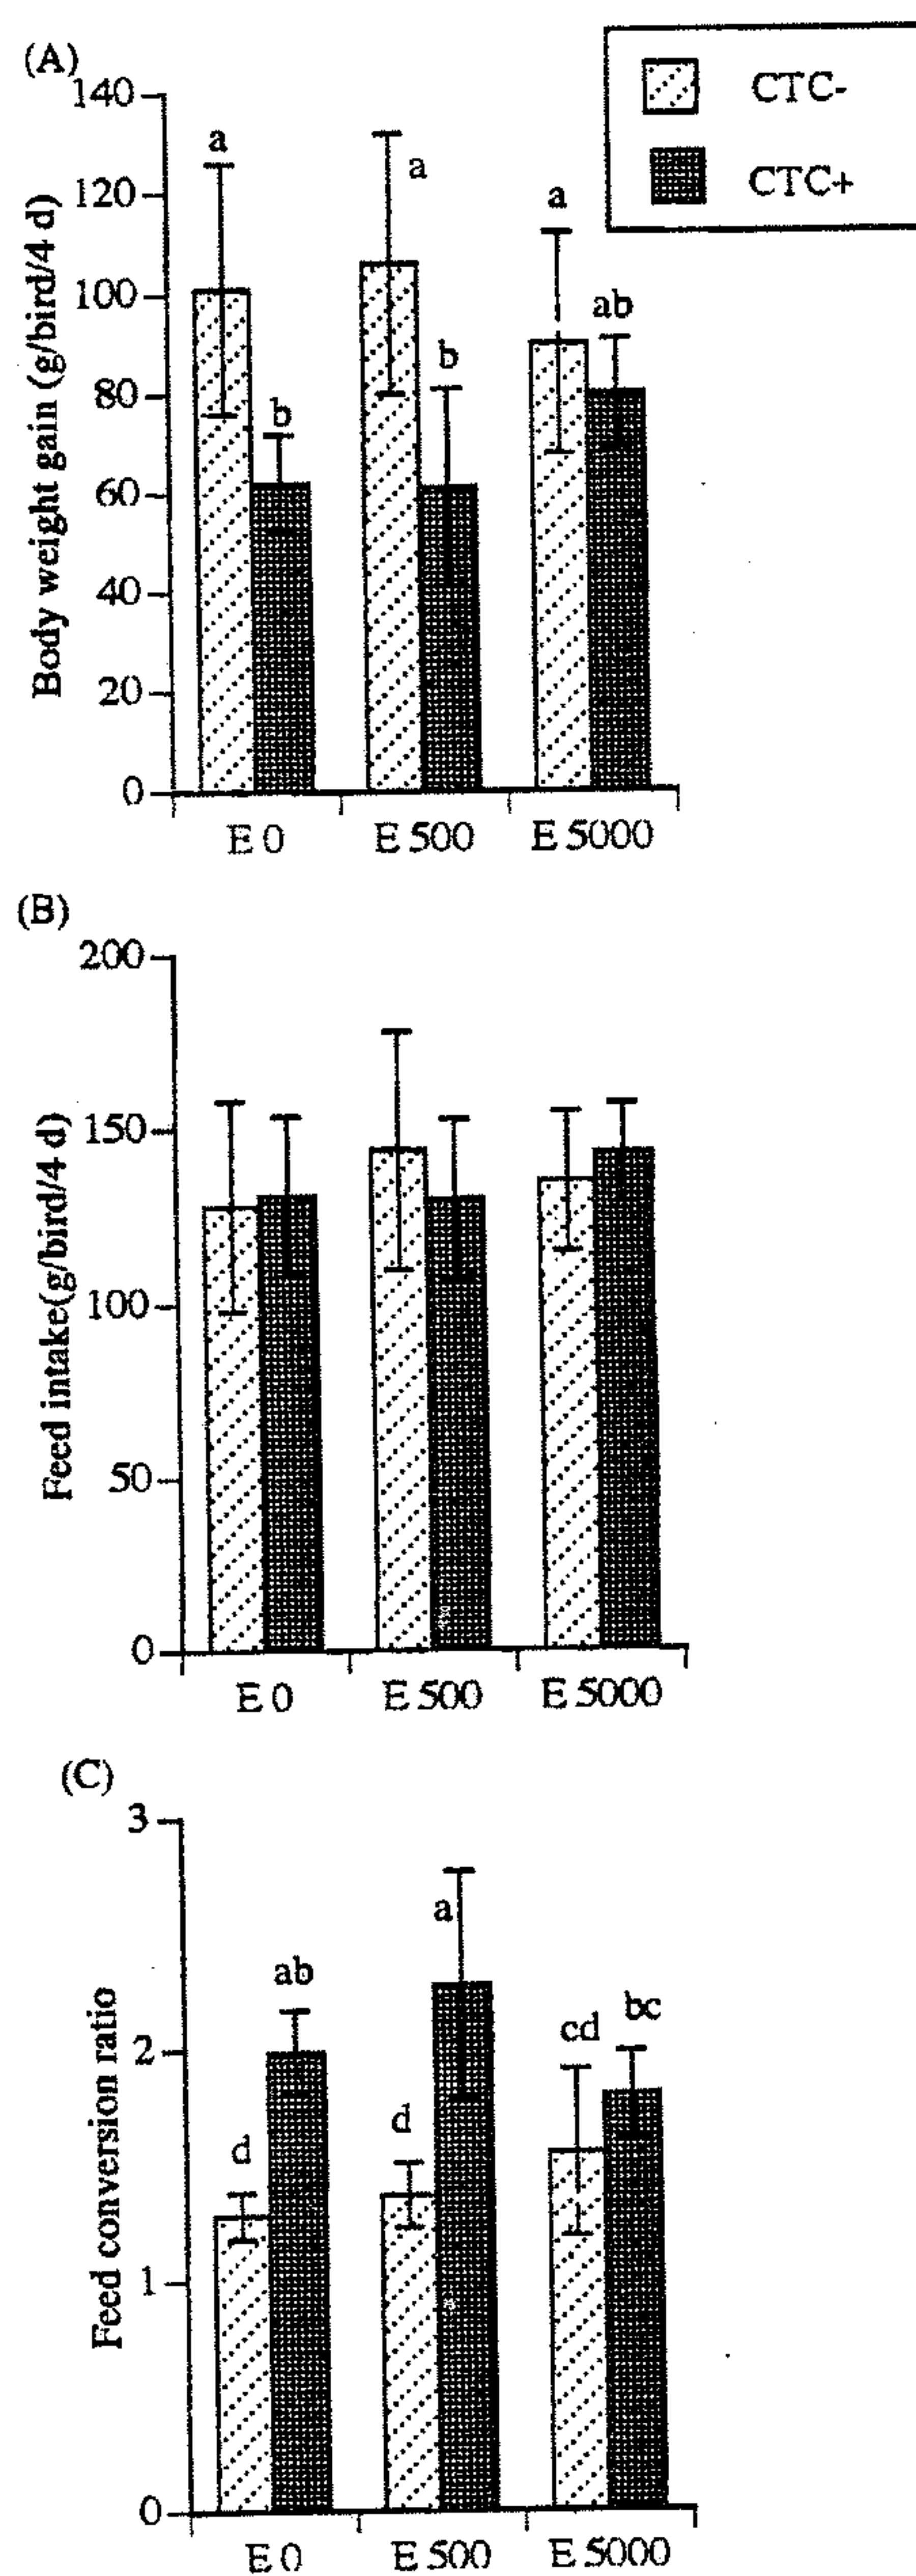 (A)
CTC-
CTC+
Body weight gain (g/bird/4 d)
140
120
100
80
60
40
20
0
a
b
a
b
a
ab
E 0
E 500
E 5000
(B)
Feed intake(g/bird/4 d)
200
150
100
50
0
E 0
E 500
E 5000
(C)
Feed conversion ratio
3
2
1
0
d
ab
d
a
cd
bc
E 0
E 500
E 5000